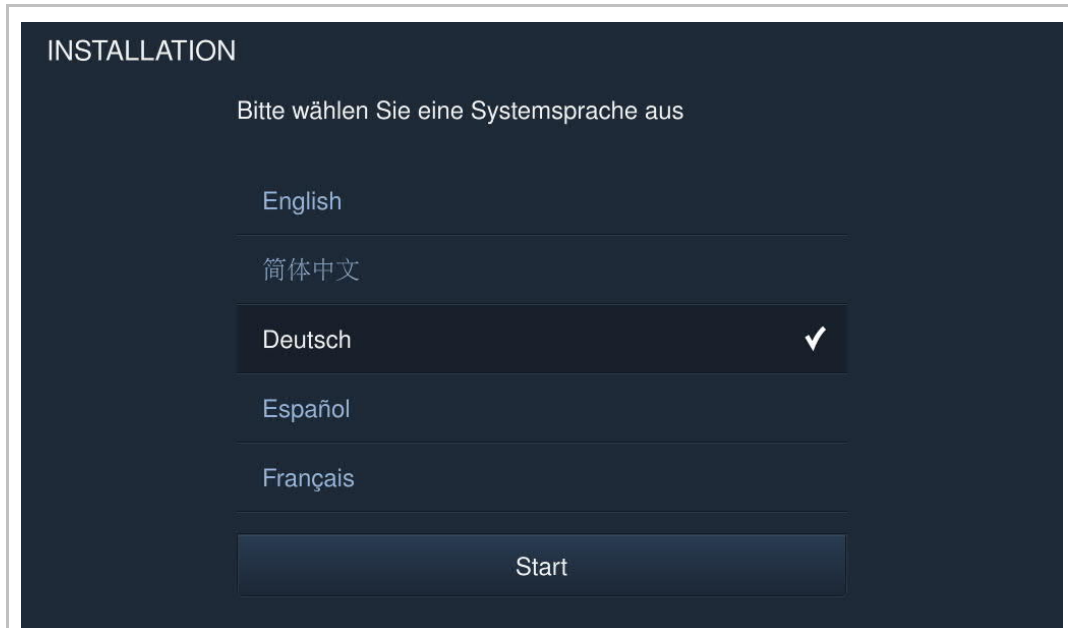 INSTALLATION
Bitte wählen Sie eine Systemsprache aus
English
简体中文
Deutsch
Español
Français
Start